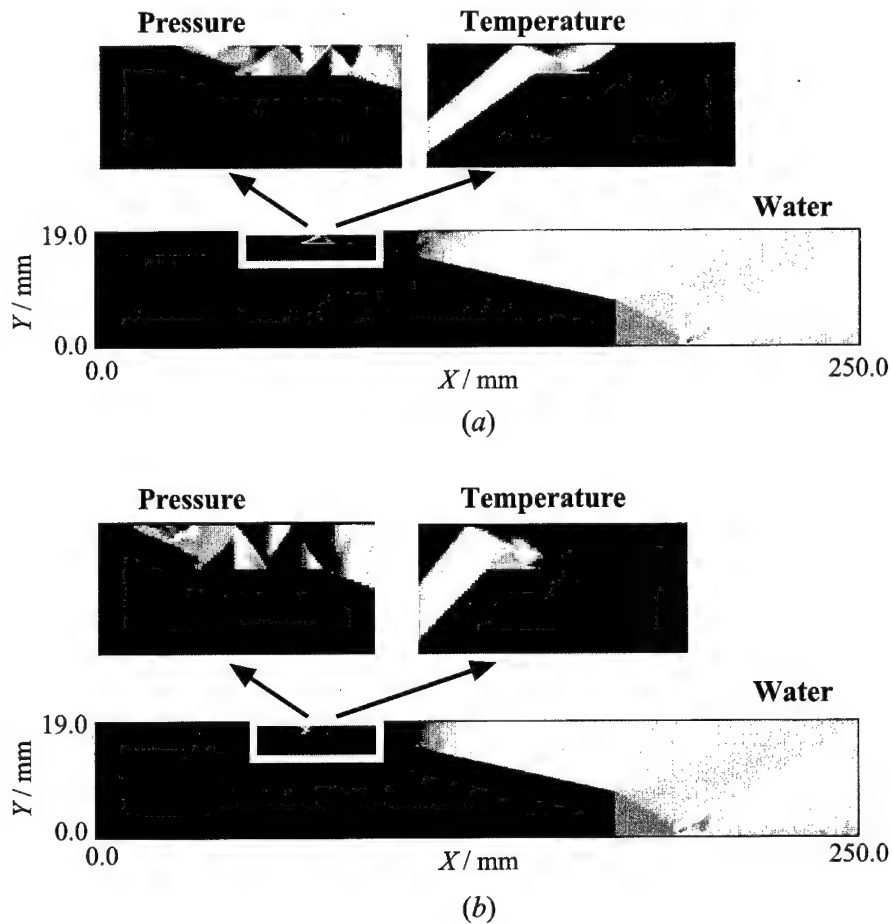 Pressure
Temperature
Water
19.0
Y / mm
0.0
0.0
X / mm
250.0
(a)
Pressure
Temperature
Water
19.0
Y / mm
0.0
0.0
X / mm
250.0
(b)